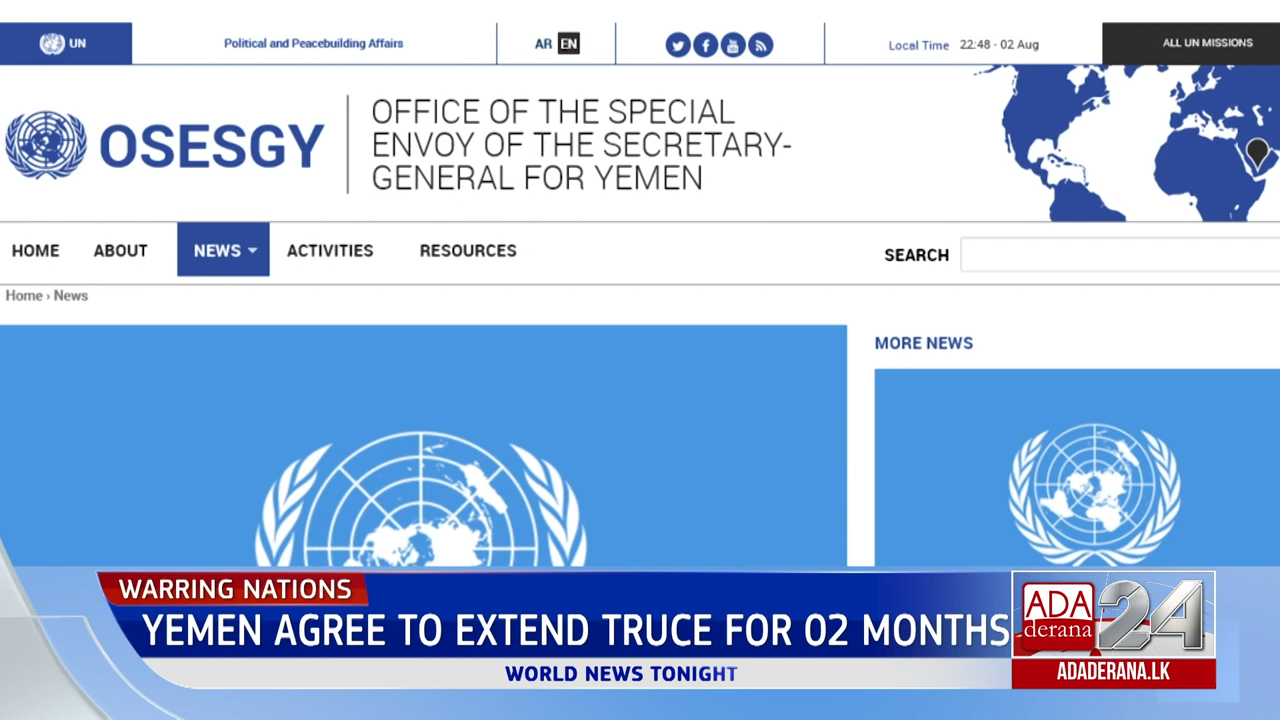 UN
Political and Peacebuilding Affairs
AR EN
Local Time 22:48 - 02 Aug
ALL UN MISSIONS
OSESGY
OFFICE OF THE SPECIAL
ENVOY OF THE SECRETARY-
GENERAL FOR YEMEN
HOME ABOUT NEWS ACTIVITIES RESOURCES
SEARCH
Home › News
MORE NEWS
WARRING NATIONS
YEMEN AGREE TO EXTEND TRUCE FOR 02 MONTHS
WORLD NEWS TONIGHT
ADA
derana
24
ADADERANA.LK